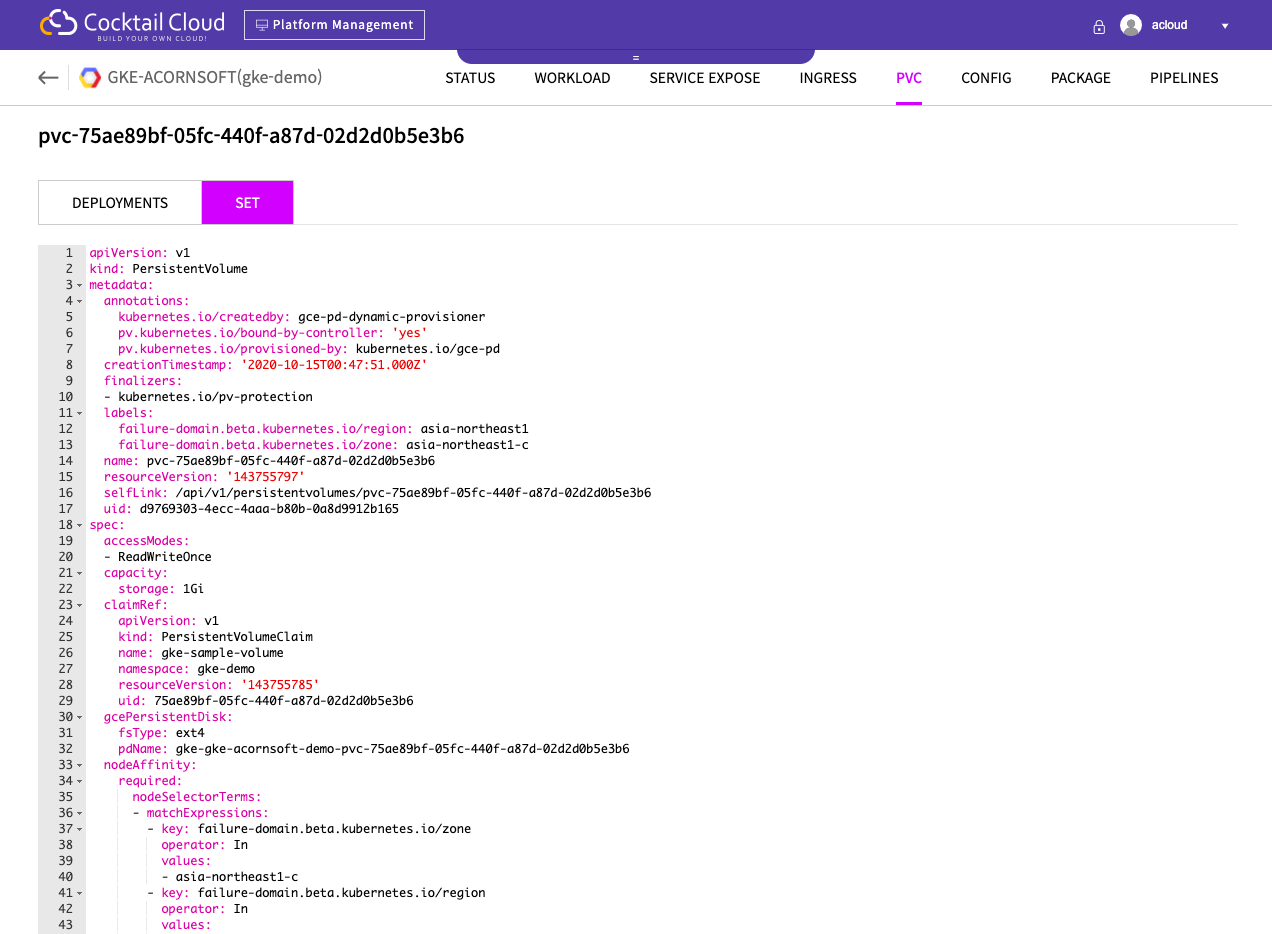 Cocktail Cloud
BUILD YOUR OWN CLOUD!
Platform Management
acloud
=
GKE-ACORNSOFT(gke-demo)
STATUS WORKLOAD SERVICE EXPOSE INGRESS PVC CONFIG PACKAGE PIPELINES
pvc-75ae89bf-05fc-440f-a87d-02d2d0b5e3b6
DEPLOYMENTS SET
1 apiVersion: v1
2 kind: PersistentVolume
3 metadata:
4 annotations:
5 kubernetes.io/createdby: gce-pd-dynamic-provisioner
6 pv.kubernetes.io/bound-by-controller: 'yes'
7 pv.kubernetes.io/provisioned-by: kubernetes.io/gce-pd
8 creationTimestamp: '2020-10-15T00:47:51.000Z'
9 finalizers:
10 - kubernetes.io/pv-protection
11 labels:
12 failure-domain.beta.kubernetes.io/region: asia-northeast1
13 failure-domain.beta.kubernetes.io/zone: asia-northeast1-c
14 name: pvc-75ae89bf-05fc-440f-a87d-02d2d0b5e3b6
15 resourceVersion: '143755797'
16 selfLink: /api/v1/persistentvolumes/pvc-75ae89bf-05fc-440f-a87d-02d2d0b5e3b6
17 uid: d9769303-4ecc-4aaa-b80b-0a8d9912b165
18 spec:
19 accessModes:
20 - ReadWriteOnce
21 capacity:
22 storage: 1Gi
23 claimRef:
24 apiVersion: v1
25 kind: PersistentVolumeClaim
26 name: gke-sample-volume
27 namespace: gke-demo
28 resourceVersion: '143755785'
29 uid: 75ae89bf-05fc-440f-a87d-02d2d0b5e3b6
30 gcePersistentDisk:
31 fsType: ext4
32 pdName: gke-gke-acornsoft-demo-pvc-75ae89bf-05fc-440f-a87d-02d2d0b5e3b6
33 nodeAffinity:
34 required:
35 nodeSelectorTerms:
36 - matchExpressions:
37 - key: failure-domain.beta.kubernetes.io/zone
38 operator: In
39 values:
40 - asia-northeast1-c
41 - key: failure-domain.beta.kubernetes.io/region
42 operator: In
43 values: